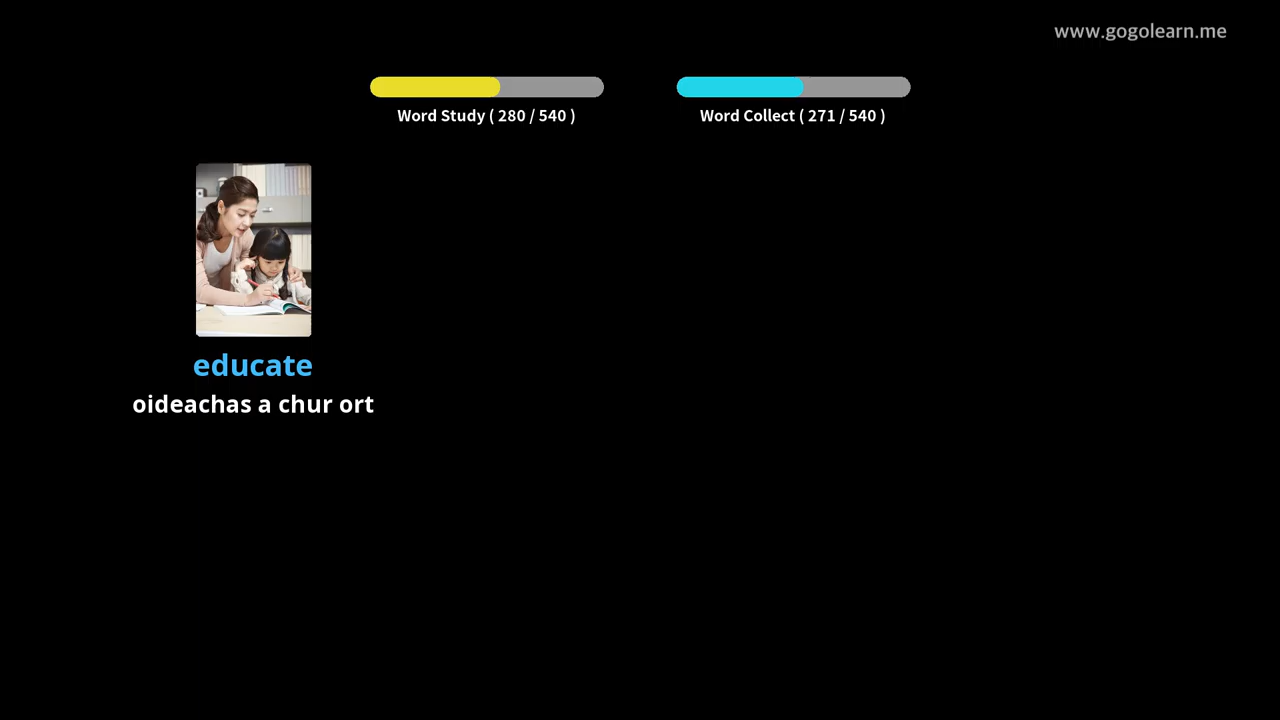 www.gogolearn.me
Word Study ( 280 / 540 )
Word Collect ( 271 / 540 )
educate
oideachas a chur ort